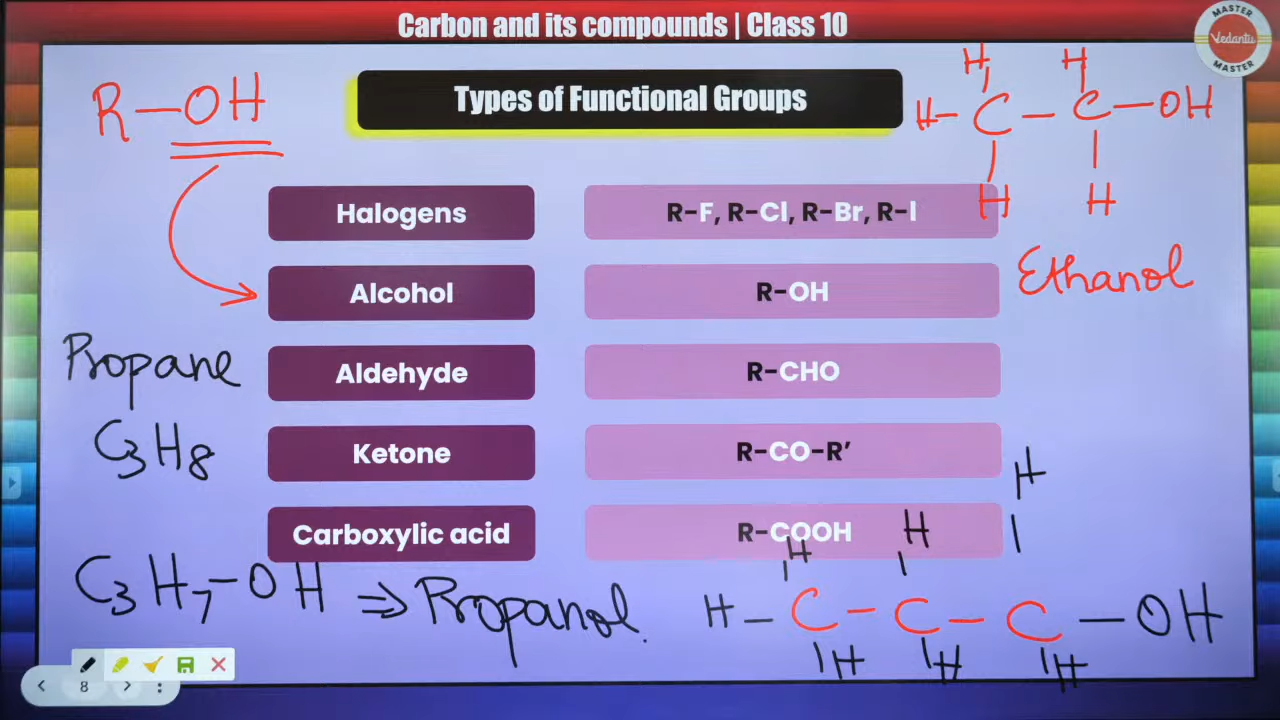 Carbon and its compounds | Class 10
MASTER
Vedantu
MASTER
Types of Functional Groups
R-OH
H H
H-C-C-OH
H H
Ethanol
Halogens R-F, R-Cl, R-Br, R-I
Alcohol R-OH
Aldehyde R-CHO
Ketone R-CO-R’
Carboxylic acid R-COOH
Propane
C3H8
C3H7-OH ⇒ Propanol.
H H H
H-C-C-C-OH
H H H
8